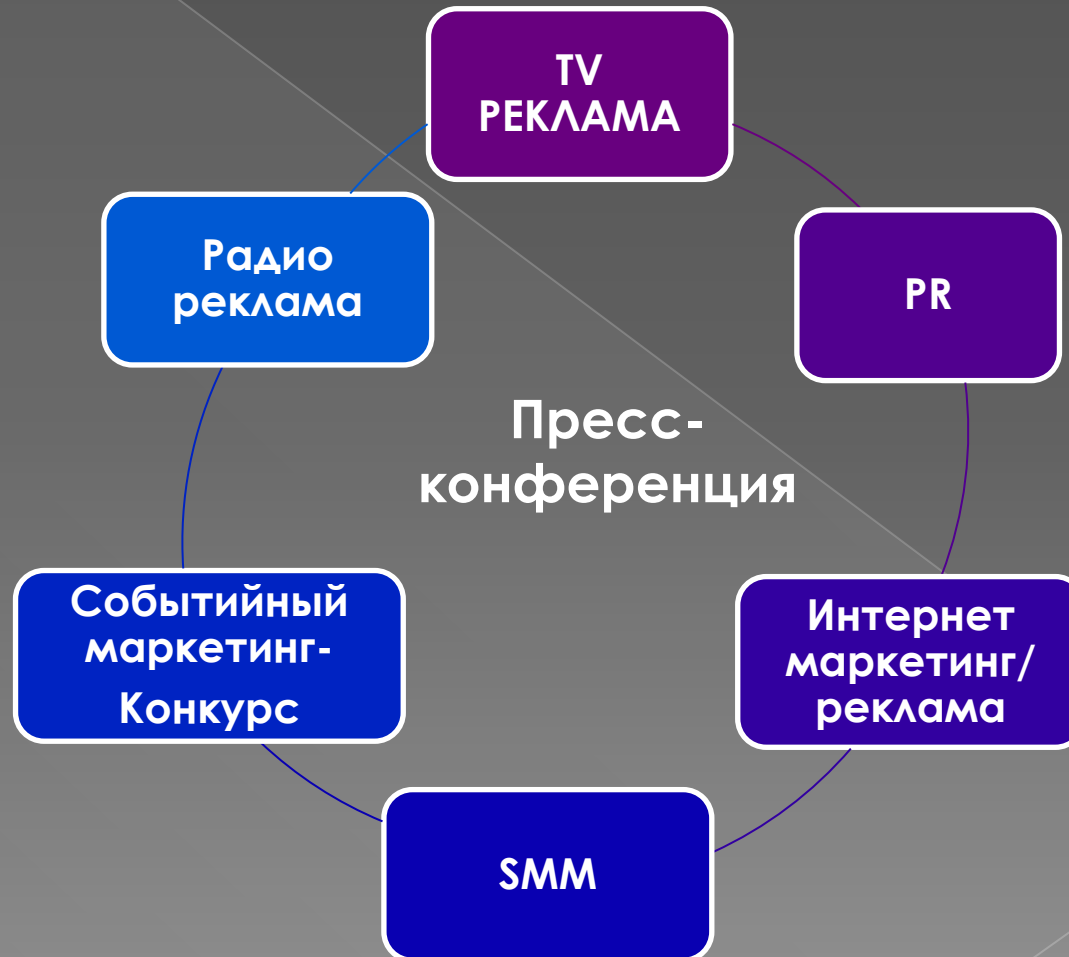 TV
РЕКЛАМА
Радио
реклама
PR
Пресс-
конференция
Событийный
маркетинг-
Конкурс
Интернет
маркетинг/
реклама
SMM